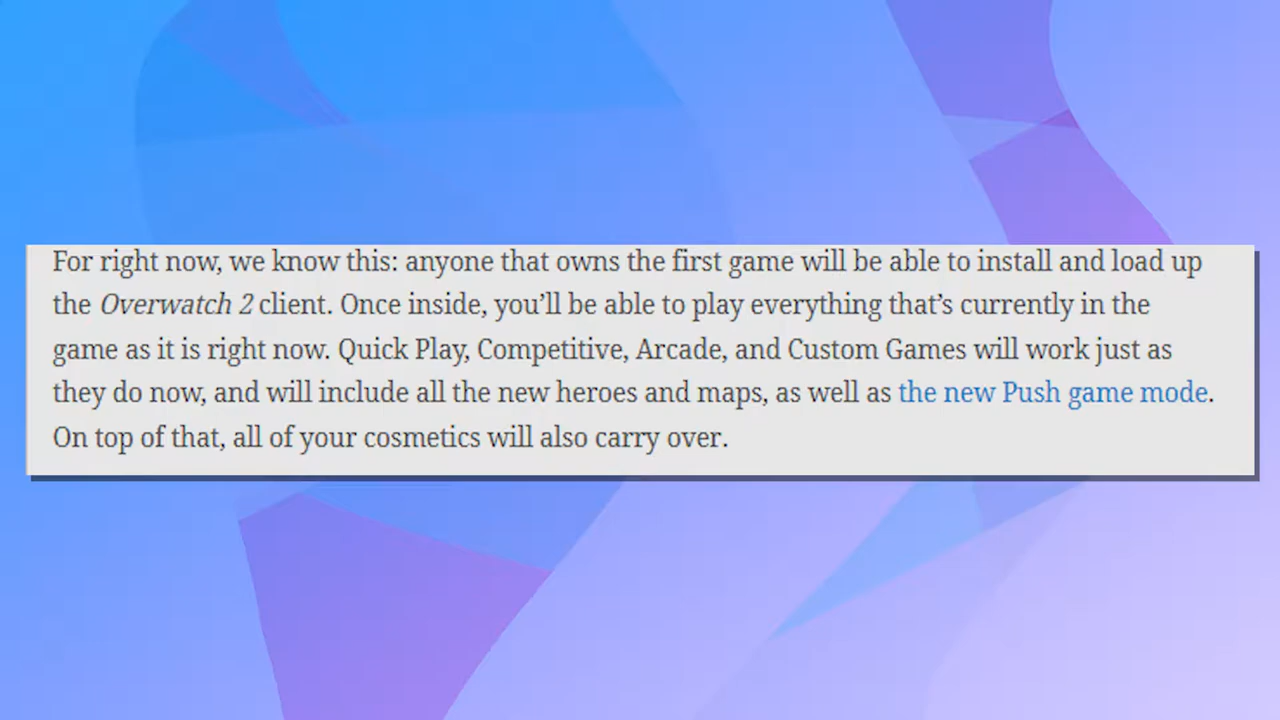 For right now, we know this: anyone that owns the first game will be able to install and load up
the Overwatch 2 client. Once inside, you’ll be able to play everything that’s currently in the
game as it is right now. Quick Play, Competitive, Arcade, and Custom Games will work just as
they do now, and will include all the new heroes and maps, as well as the new Push game mode.
On top of that, all of your cosmetics will also carry over.